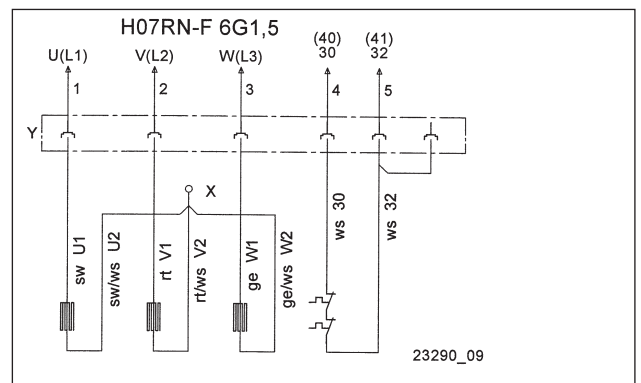 H07RN-F 6G1,5
U(L1) V(L2) W(L3) (40) 30 (41) 32
1 2 3 4 5
Y
X
sw U1
sw/ws U2
rt V1
rt/ws V2
ge W1
ge/ws W2
ws 30
ws 32
23290_09